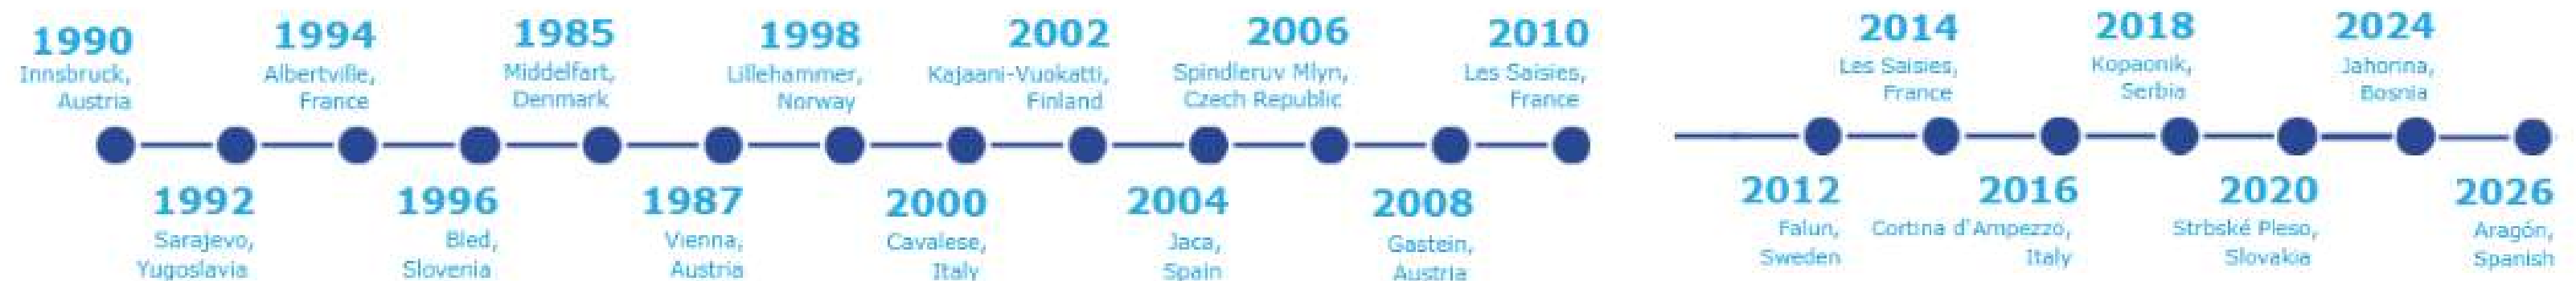 1990
Innsbruck,
Austria
1992
Sarajevo,
Yugoslavia
1994
Albertville,
France
1996
Bled,
Slovenia
1985
Middelfart,
Denmark
1987
Vienna,
Austria
1998
Lillehammer,
Norway
2000
Cavalese,
Italy
2002
Kajaani-Vuokatti,
Finland
2004
Jaca,
Spain
2006
Spindleruv Mlyn,
Czech Republic
2008
Gastein,
Austria
2010
Les Saisies,
France
2012
Falun,
Sweden
2014
Les Saisies,
France
2016
Cortina d'Ampezzo,
Italy
2018
Kopaonik,
Serbia
2020
Strbské Pleso,
Slovakia
2024
Jahorina,
Bosnia
2026
Aragón,
Spanish